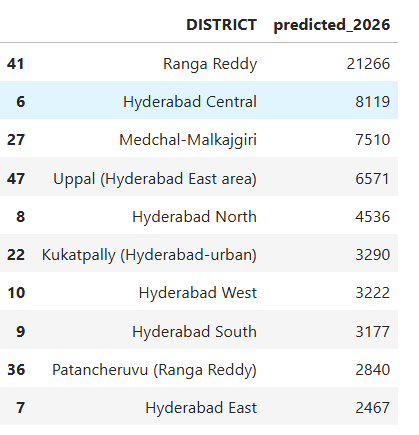 DISTRICT predicted_2026
41 Ranga Reddy 21266
6 Hyderabad Central 8119
27 Medchal-Malkajgiri 7510
47 Uppal (Hyderabad East area) 6571
8 Hyderabad North 4536
22 Kukatpally (Hyderabad-urban) 3290
10 Hyderabad West 3222
9 Hyderabad South 3177
36 Patancheruvu (Ranga Reddy) 2840
7 Hyderabad East 2467